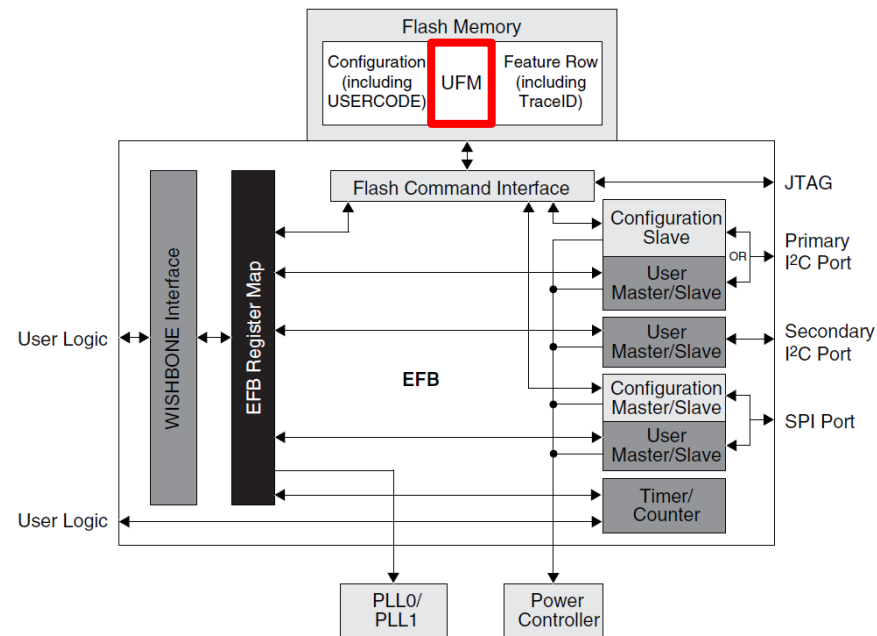 Flash Memory
Configuration
(including
USERCODE)
UFM
Feature Row
(including
TraceID)
Flash Command Interface
JTAG
WISHBONE Interface
EFB Register Map
Configuration
Slave
OR
Primary
I²C Port
User
Master/Slave
User Logic
User
Master/Slave
Secondary
I²C Port
EFB
Configuration
Master/Slave
SPI Port
User
Master/Slave
Timer/
Counter
User Logic
PLL0/
PLL1
Power
Controller